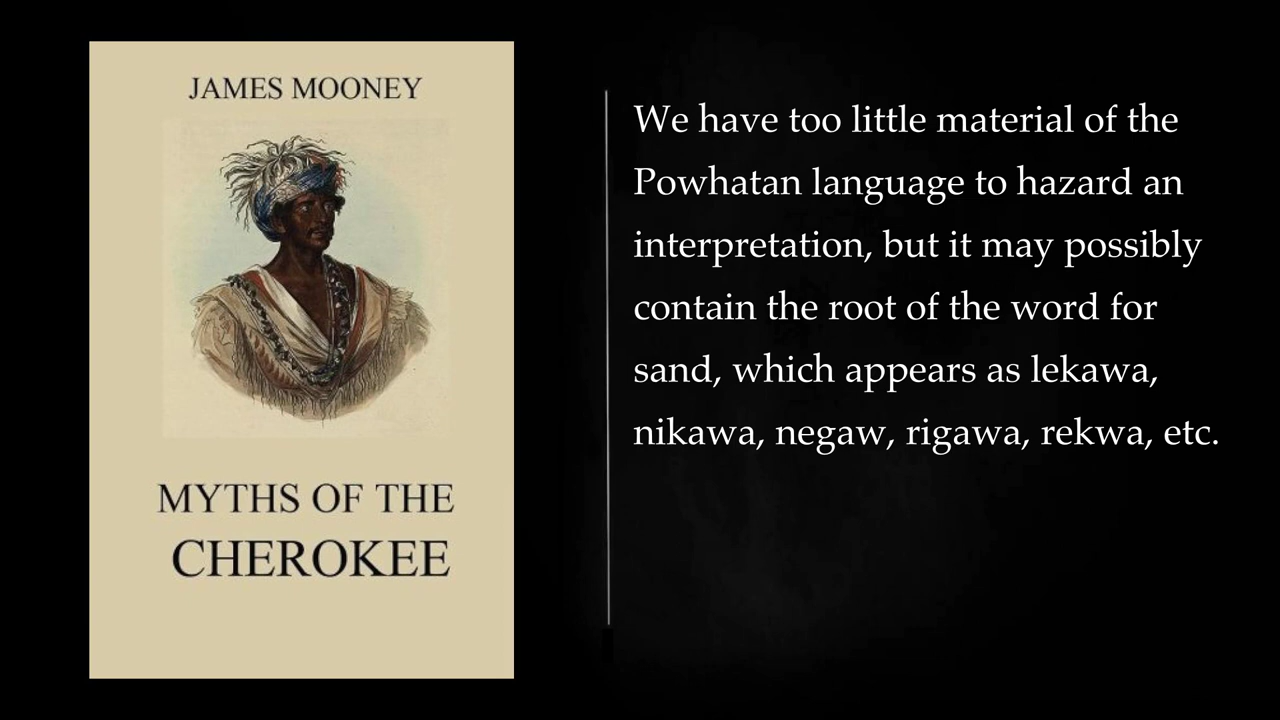 JAMES MOONEY
MYTHS OF THE
CHEROKEE
We have too little material of the
Powhatan language to hazard an
interpretation, but it may possibly
contain the root of the word for
sand, which appears as lekawa,
nikawa, negaw, rigawa, rekwa, etc.